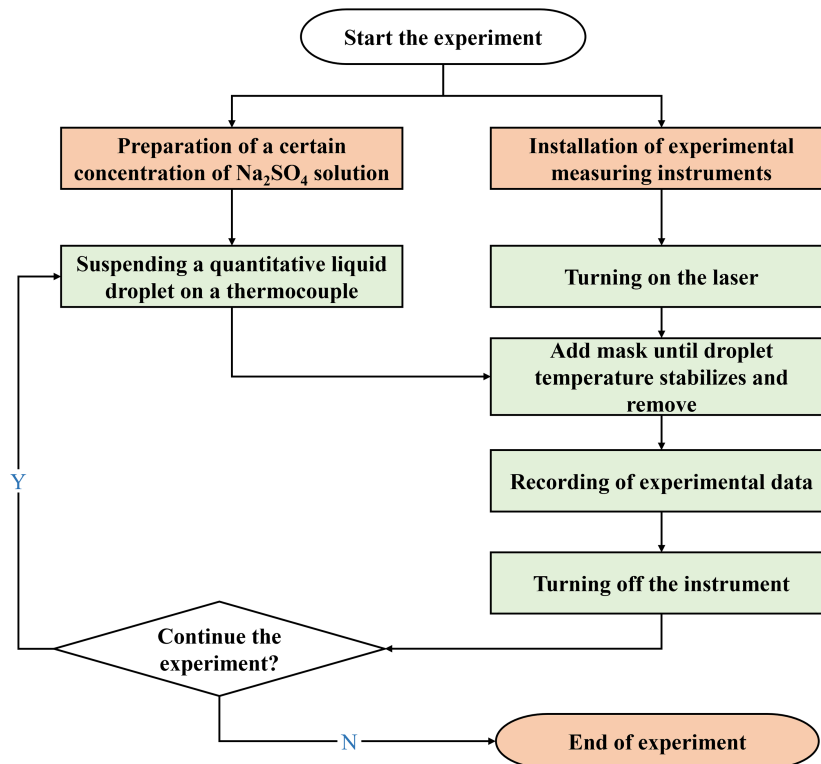 Start the experiment
Preparation of a certain
concentration of Na₂SO₄ solution
Installation of experimental
measuring instruments
Suspending a quantitative liquid
droplet on a thermocouple
Turning on the laser
Add mask until droplet
temperature stabilizes and
remove
Recording of experimental data
Y
Turning off the instrument
Continue the
experiment?
N
End of experiment